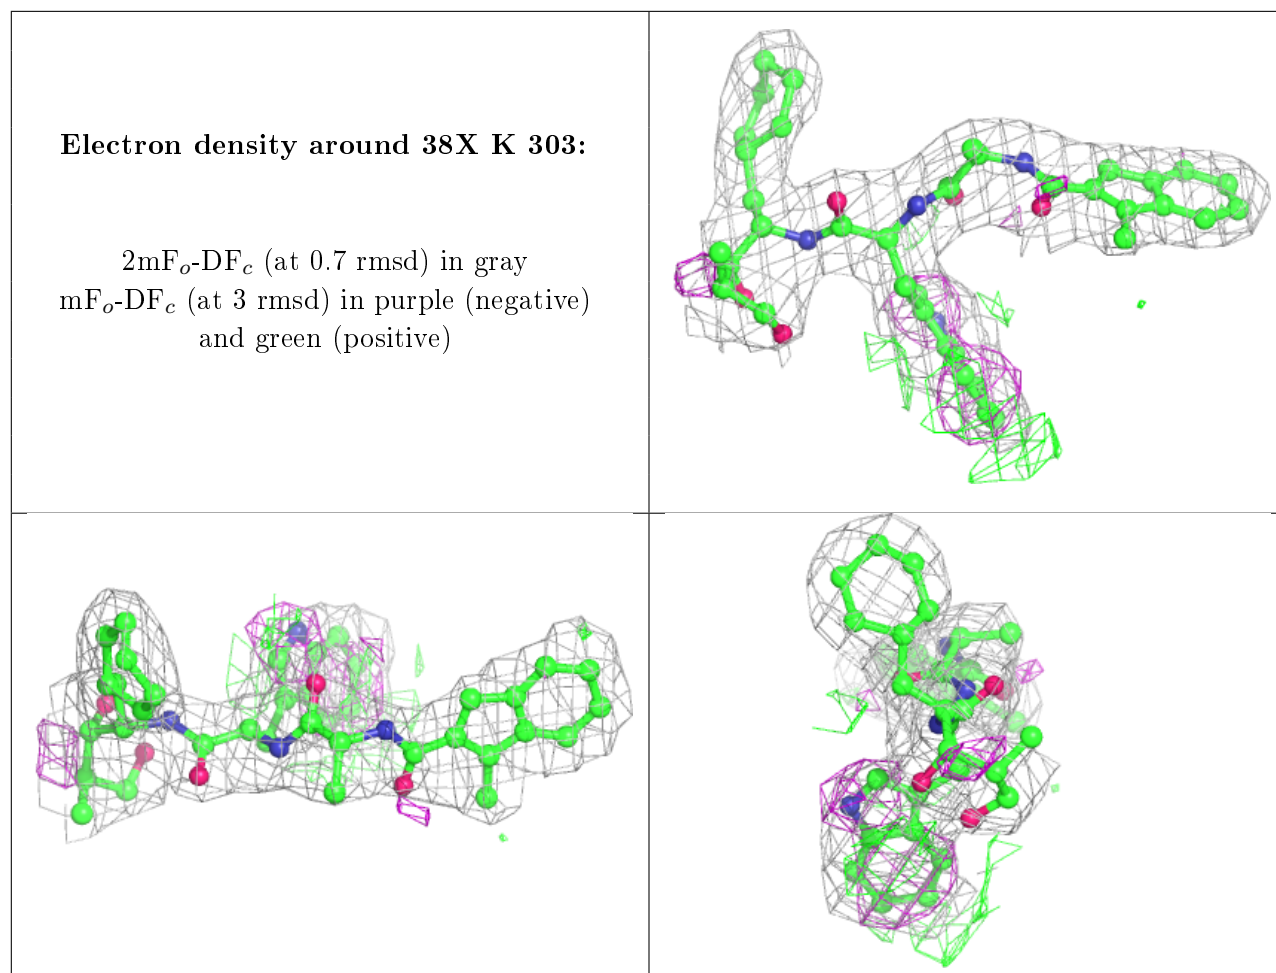 Electron density around 38X K 303:
2mFo-DFc (at 0.7 rmsd) in gray
mFo-DFc (at 3 rmsd) in purple (negative)
and green (positive)